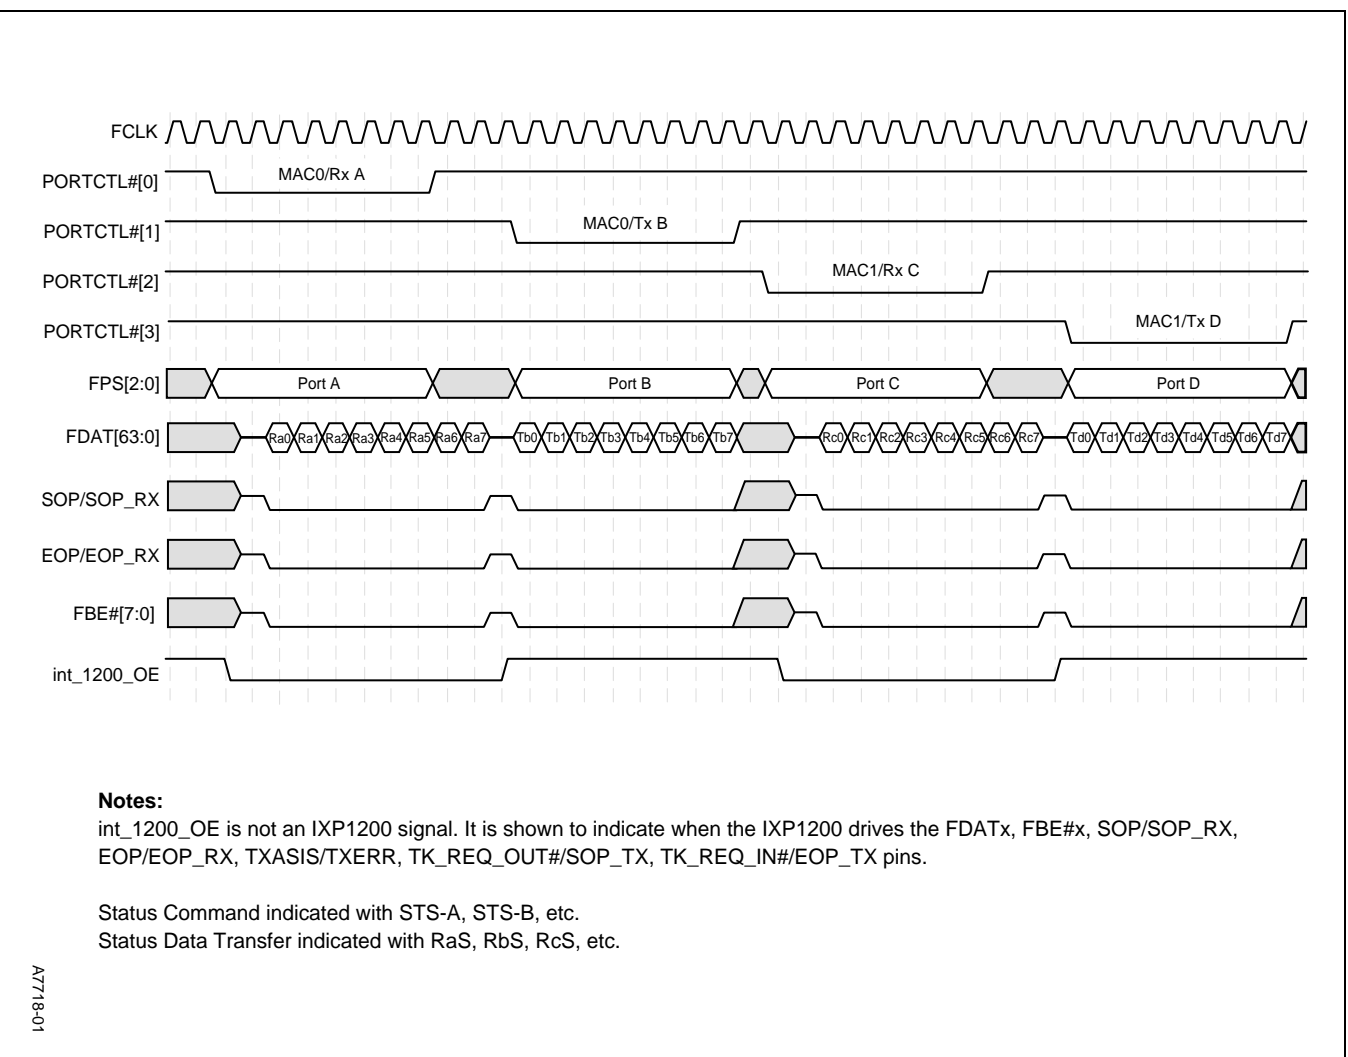 FCLK
PORTCTL#[0] MAC0/Rx A
PORTCTL#[1] MAC0/Tx B
PORTCTL#[2] MAC1/Rx C
PORTCTL#[3] MAC1/Tx D
FPS[2:0] Port A Port B Port C Port D
FDAT[63:0] Ra0 Ra1 Ra2 Ra3 Ra4 Ra5 Ra6 Ra7 Tb0 Tb1 Tb2 Tb3 Tb4 Tb5 Tb6 Tb7 Rc0 Rc1 Rc2 Rc3 Rc4 Rc5 Rc6 Rc7 Td0 Td1 Td2 Td3 Td4 Td5 Td6 Td7
SOP/SOP_RX
EOP/EOP_RX
FBE#[7:0]
int_1200_OE
Notes:
int_1200_OE is not an IXP1200 signal. It is shown to indicate when the IXP1200 drives the FDATx, FBE#x, SOP/SOP_RX,
EOP/EOP_RX, TXASIS/TXERR, TK_REQ_OUT#/SOP_TX, TK_REQ_IN#/EOP_TX pins.
Status Command indicated with STS-A, STS-B, etc.
Status Data Transfer indicated with RaS, RbS, RcS, etc.
A7718-01